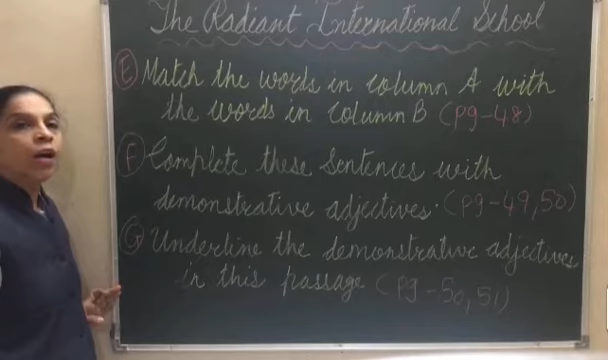 The Radiant International School
E Match the words in column A with
the words in column B (pg-48)
F Complete these sentences with
demonstrative adjectives. (pg-49,50)
G Underline the demonstrative adjectives
in this passage (pg-50,51)